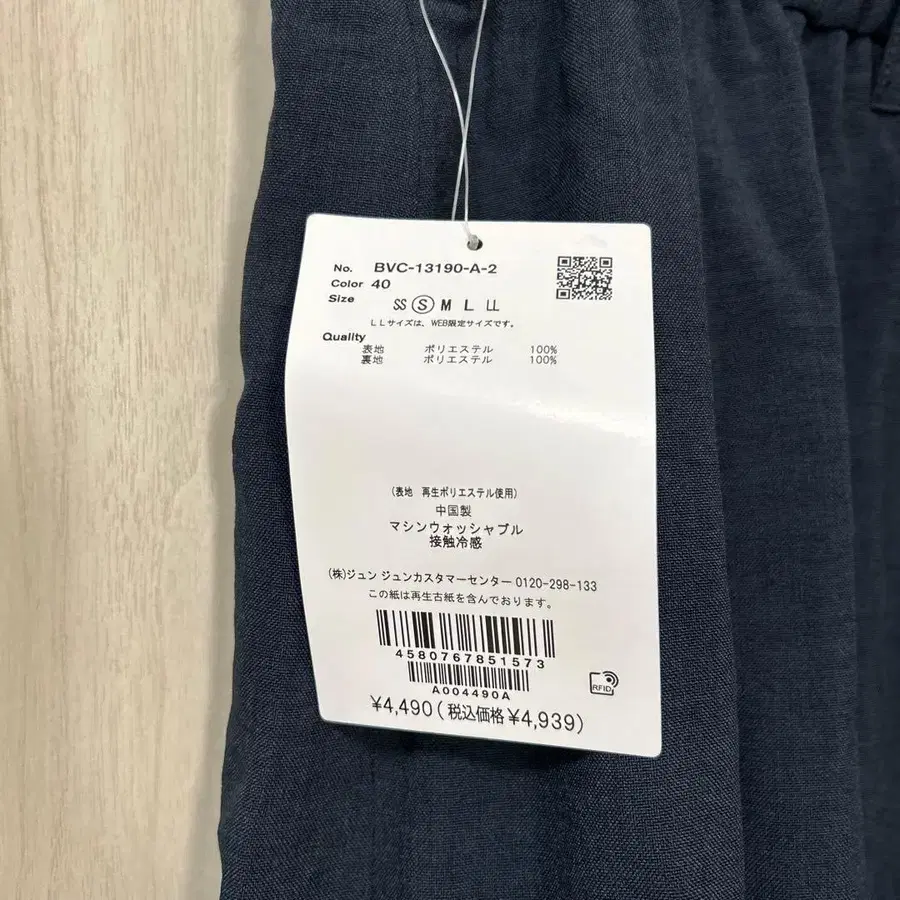 No. BVC-13190-A-2
Color 40
Size SS S M L LL
LLサイズは、WEB限定サイズです。
Quality
表地 ポリエステル 100%
裏地 ポリエステル 100%
(表地 再生ポリエステル使用)
中国製
マシンウォッシャブル
接触冷感
(株)ジュン ジュンカスタマーセンター 0120-298-133
この紙は再生古紙を含んでおります。
4580767851573
A004490A
RFID
¥4,490(税込価格¥4,939)